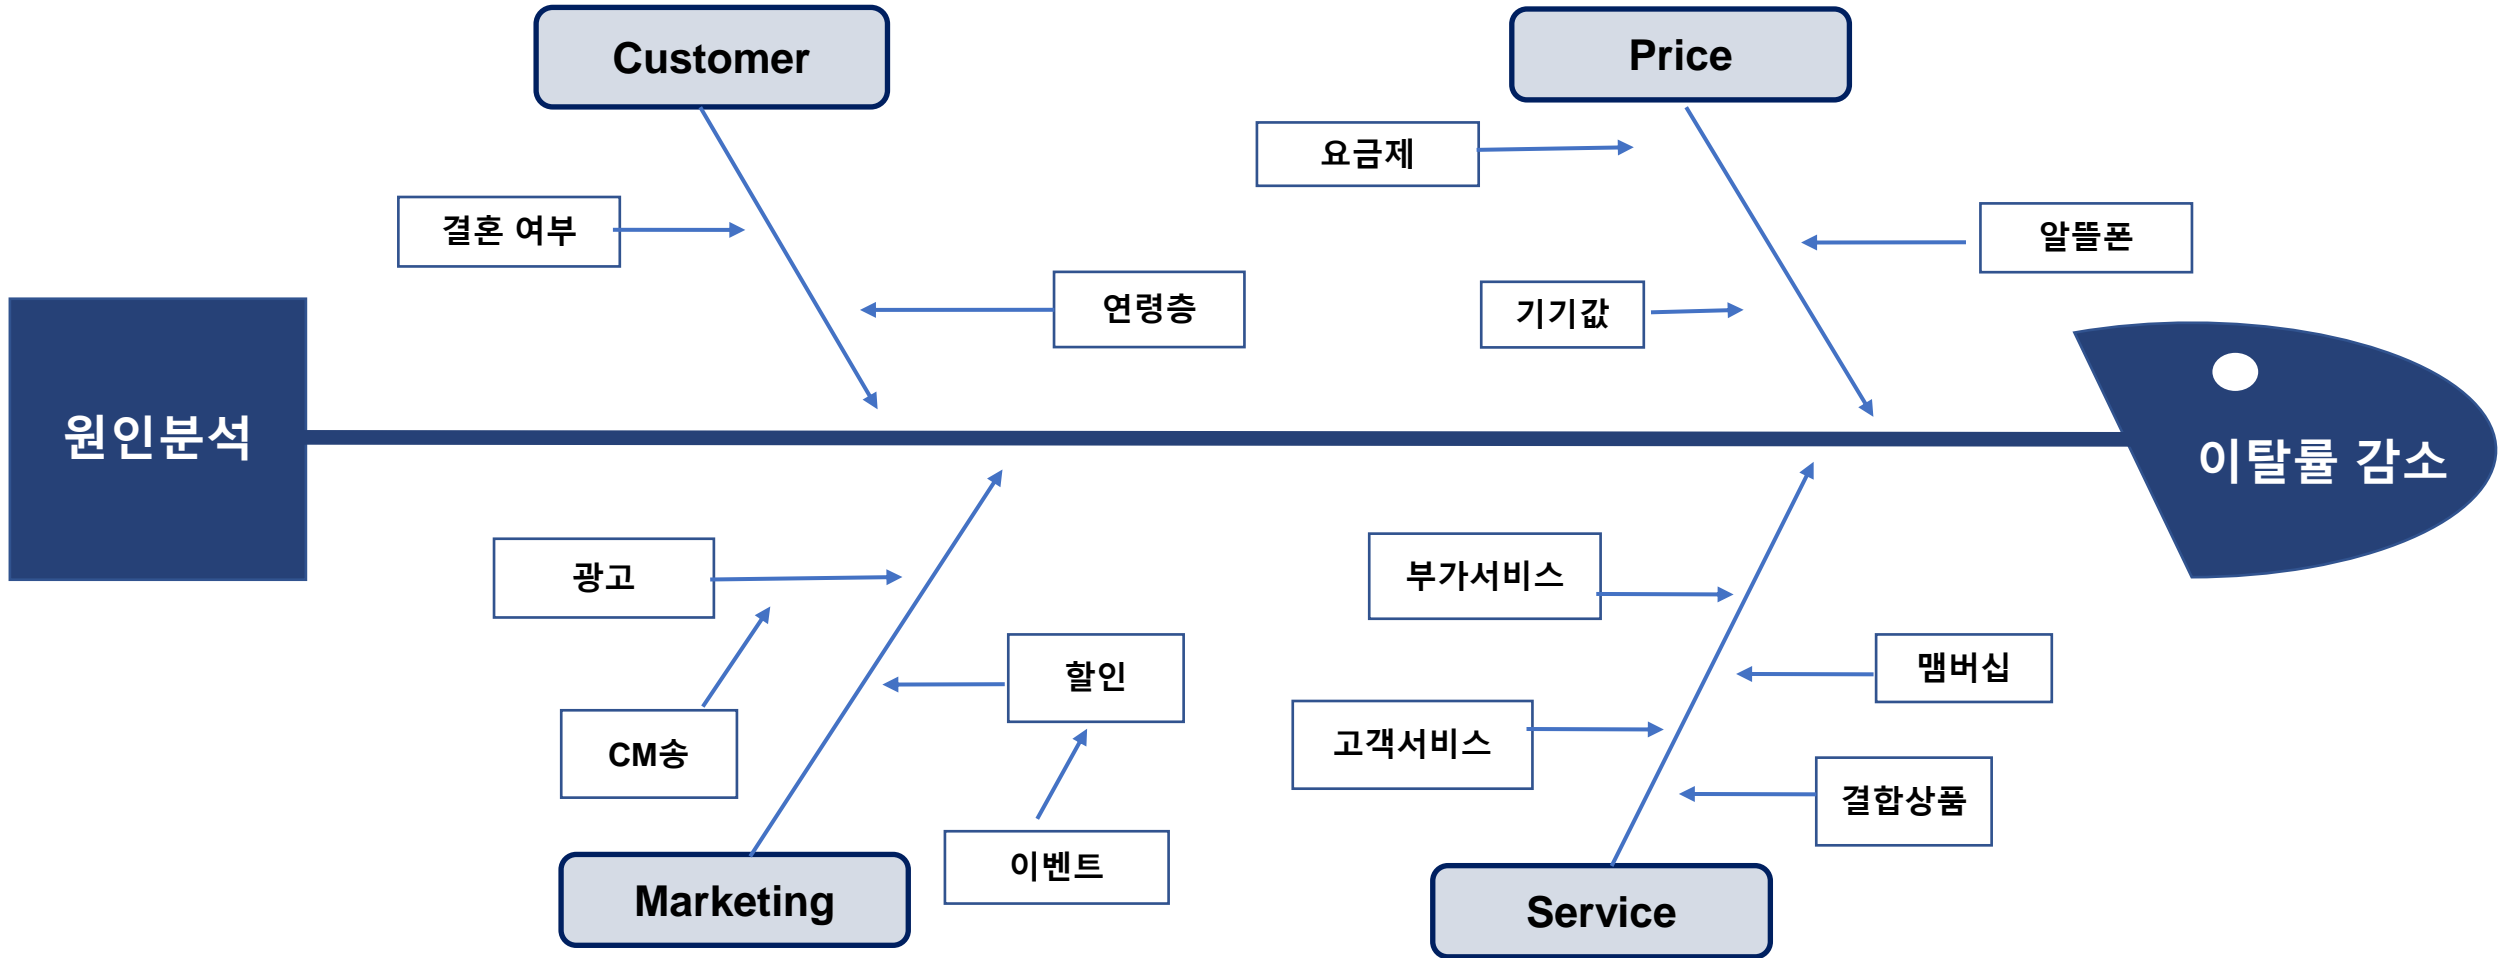 Customer
Price
요금제
결혼 여부
알뜰폰
연령층
기기값
원인분석
이탈률 감소
광고
부가서비스
할인
맴버십
CM송
고객서비스
결합상품
이벤트
Marketing
Service